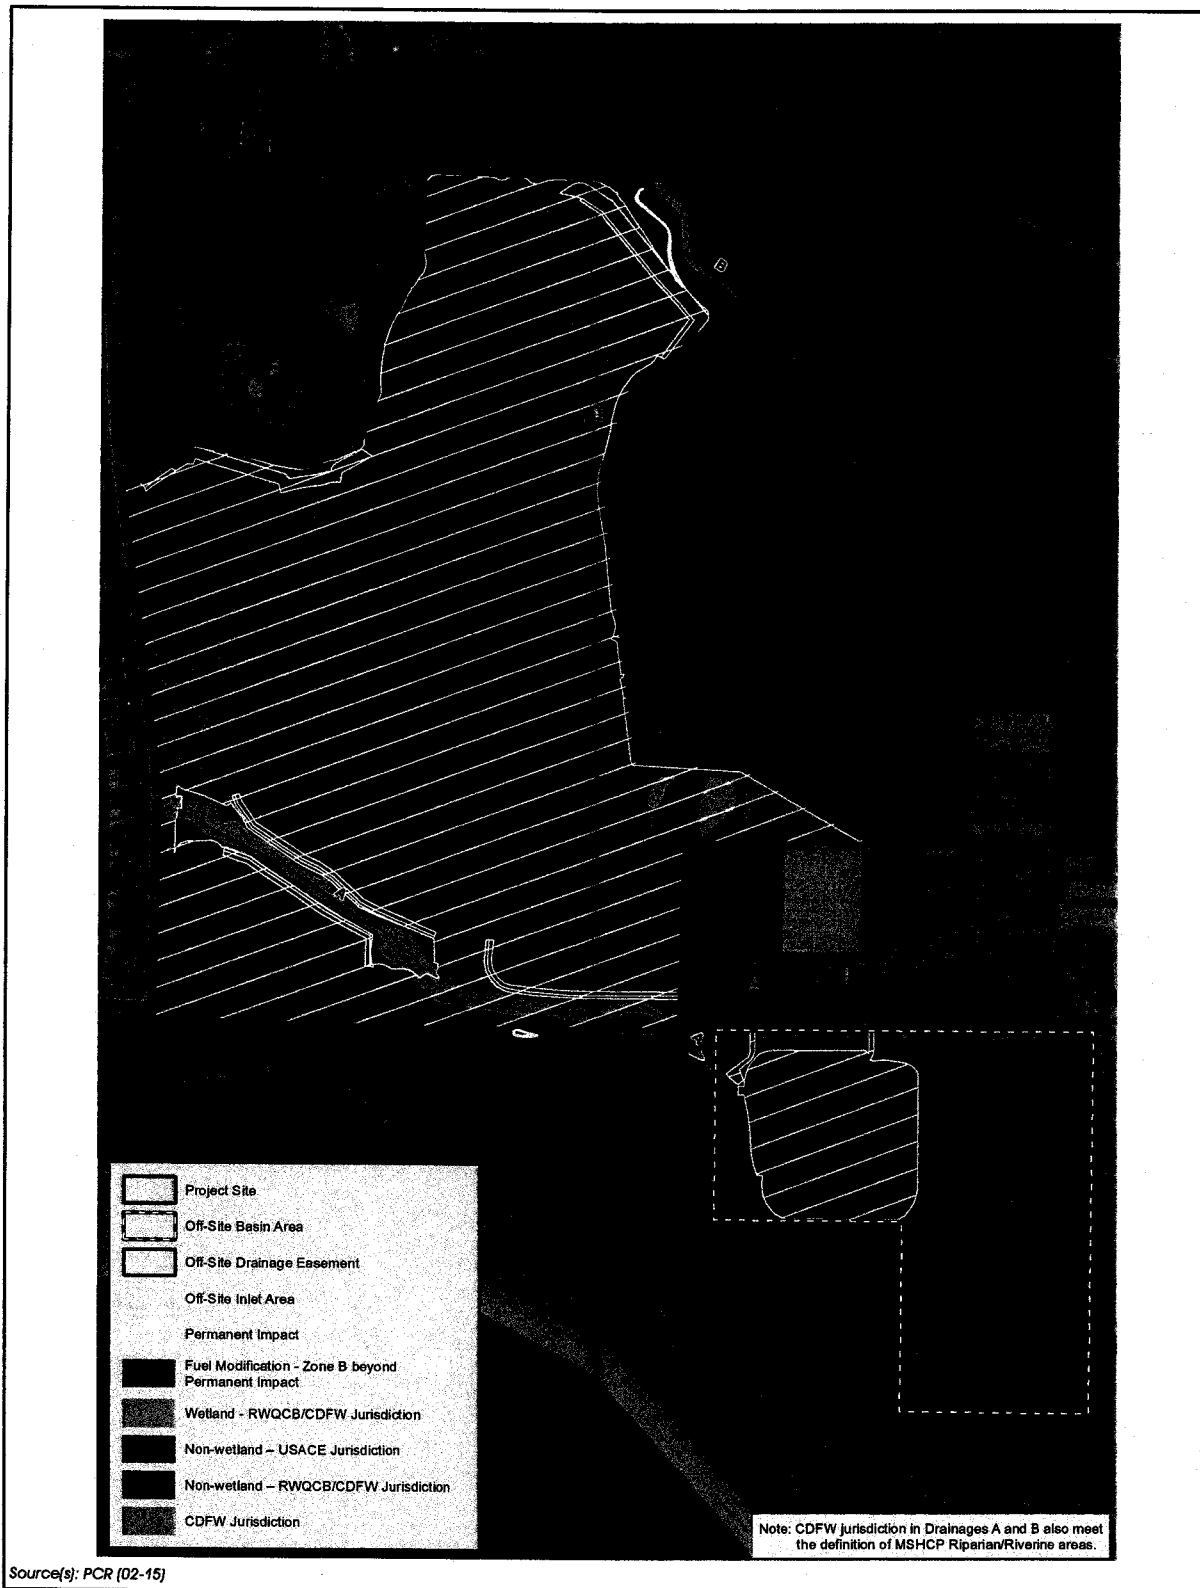 B
A
Project Site
Off-Site Basin Area
Off-Site Drainage Easement
Off-Site Inlet Area
Permanent Impact
Fuel Modification - Zone B beyond
Permanent Impact
Wetland - RWQCB/CDFW Jurisdiction
Non-wetland – USACE Jurisdiction
Non-wetland – RWQCB/CDFW Jurisdiction
CDFW Jurisdiction
Note: CDFW jurisdiction in Drainages A and B also meet
the definition of MSHCP Riparian/Riverine areas.
Source(s): PCR (02-15)